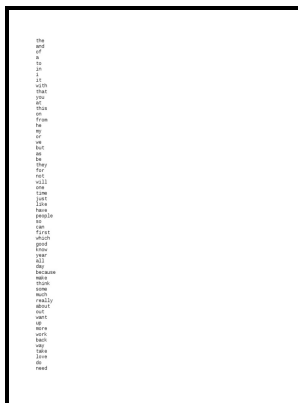 the
and
of
a
to
in
i
it
with
that
you
at
this
on
from
he
my
or
we
but
as
be
they
for
not
will
one
time
just
like
have
people
so
can
first
which
good
know
year
all
day
because
make
think
some
much
really
about
out
want
up
more
work
back
way
take
love
do
need